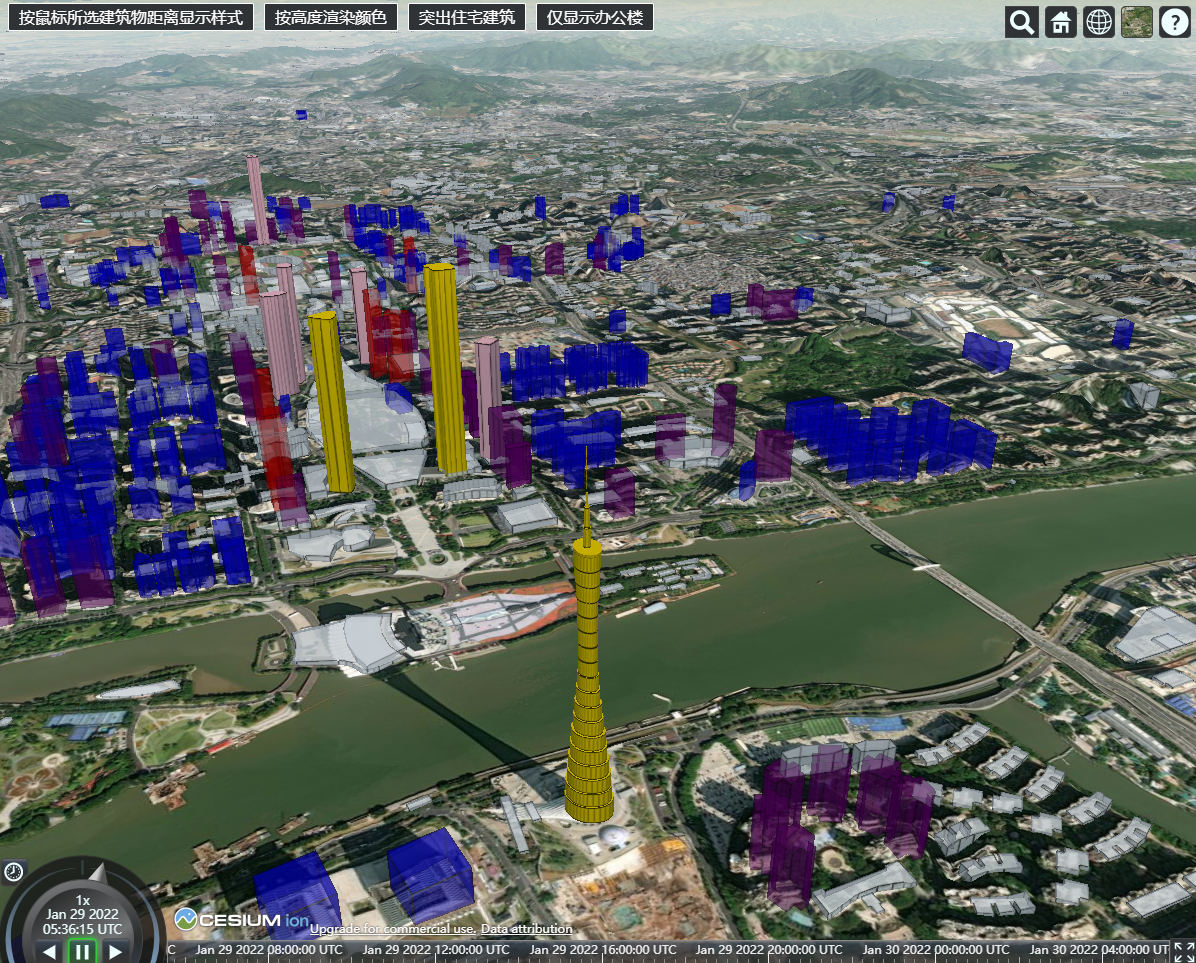 按鼠标所选建筑物距离显示样式
按高度渲染颜色
突出住宅建筑
仅显示办公楼
?
1x
Jan 29 2022
05:36:15 UTC
CESIUM ion
Upgrade for commercial use. Data attribution
C
Jan 29 2022 08:00:00 UTC
Jan 29 2022 12:00:00 UTC
Jan 29 2022 16:00:00 UTC
Jan 29 2022 20:00:00 UTC
Jan 30 2022 00:00:00 UTC
Jan 30 2022 04:00:00 UT